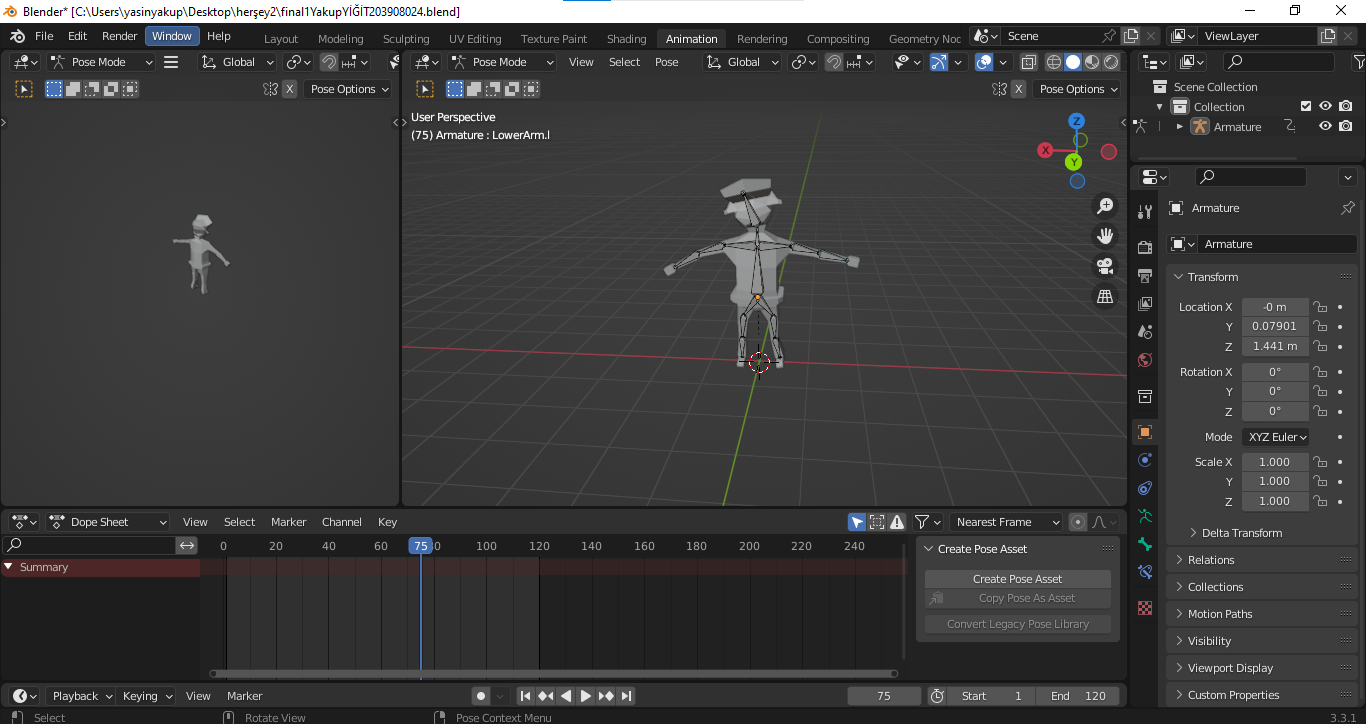 Blender* [C:\Users\yasinyakup\Desktop\herşey2\final1YakupYİĞİT203908024.blend]
File Edit Render Window Help Layout Modeling Sculpting UV Editing Texture Paint Shading Animation Rendering Compositing Geometry Noc Scene ViewLayer
Pose Mode Global Pose Mode View Select Pose Global
X Pose Options X Pose Options
Scene Collection
Collection
Armature
User Perspective
(75) Armature : LowerArm.l
Z
X
Y
Armature
Armature
Transform
Location X -0 m
Y 0.07901
Z 1.441 m
Rotation X 0°
Y 0°
Z 0°
Mode XYZ Euler
Scale X 1.000
Y 1.000
Z 1.000
Delta Transform
Relations
Collections
Motion Paths
Visibility
Viewport Display
Custom Properties
Dope Sheet View Select Marker Channel Key Nearest Frame
0 20 40 60 75 0 100 120 140 160 180 200 220 240
Summary
Create Pose Asset
Create Pose Asset
Copy Pose As Asset
Convert Legacy Pose Library
Playback Keying View Marker 75 Start 1 End 120
Select Rotate View Pose Context Menu 3.3.1